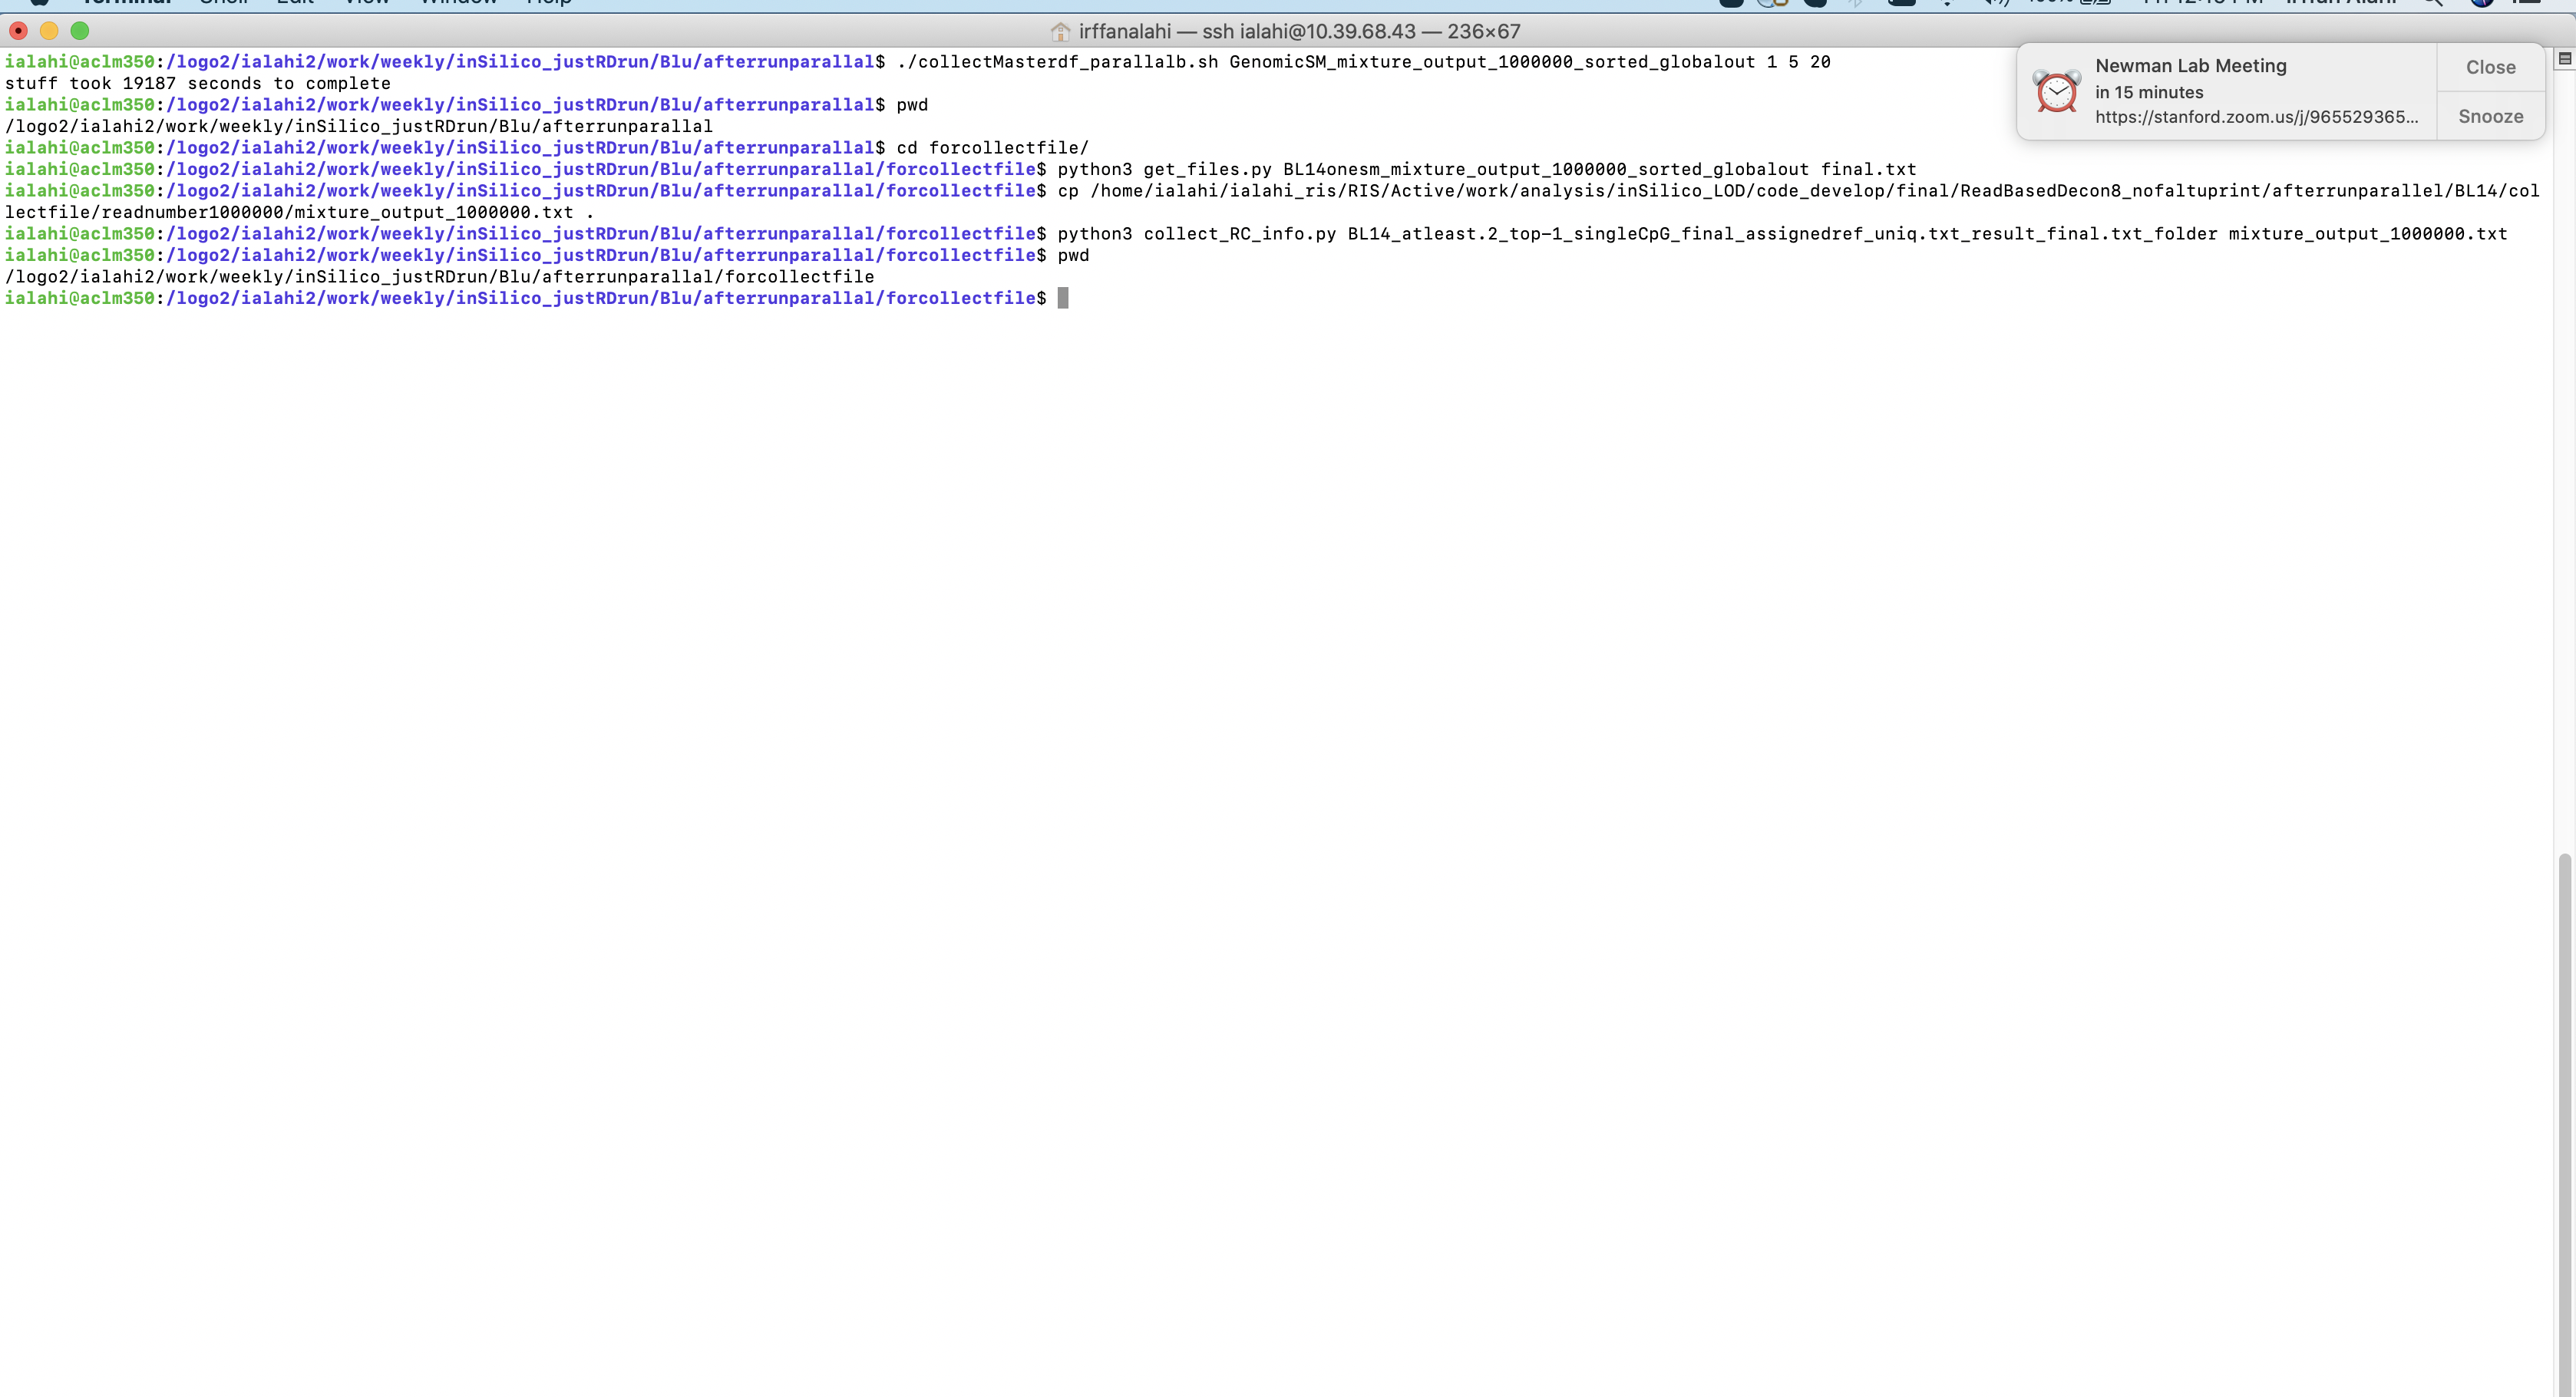 Terminal Shell Edit View Window Help
irffanalahi — ssh ialahi@10.39.68.43 — 236×67
ialahi@aclm350:/logo2/ialahi2/work/weekly/inSilico_justRDrun/Blu/afterrunparallal$ ./collectMasterdf_parallalb.sh GenomicSM_mixture_output_1000000_sorted_globalout 1 5 20
stuff took 19187 seconds to complete
ialahi@aclm350:/logo2/ialahi2/work/weekly/inSilico_justRDrun/Blu/afterrunparallal$ pwd
/logo2/ialahi2/work/weekly/inSilico_justRDrun/Blu/afterrunparallal
ialahi@aclm350:/logo2/ialahi2/work/weekly/inSilico_justRDrun/Blu/afterrunparallal$ cd forcollectfile/
ialahi@aclm350:/logo2/ialahi2/work/weekly/inSilico_justRDrun/Blu/afterrunparallal/forcollectfile$ python3 get_files.py BL14onesm_mixture_output_1000000_sorted_globalout final.txt
ialahi@aclm350:/logo2/ialahi2/work/weekly/inSilico_justRDrun/Blu/afterrunparallal/forcollectfile$ cp /home/ialahi/ialahi_ris/RIS/Active/work/analysis/inSilico_LOD/code_develop/final/ReadBasedDecon8_nofaltuprint/afterrunparallel/BL14/col
lectfile/readnumber1000000/mixture_output_1000000.txt .
ialahi@aclm350:/logo2/ialahi2/work/weekly/inSilico_justRDrun/Blu/afterrunparallal/forcollectfile$ python3 collect_RC_info.py BL14_atleast.2_top-1_singleCpG_final_assignedref_uniq.txt_result_final.txt_folder mixture_output_1000000.txt
ialahi@aclm350:/logo2/ialahi2/work/weekly/inSilico_justRDrun/Blu/afterrunparallal/forcollectfile$ pwd
/logo2/ialahi2/work/weekly/inSilico_justRDrun/Blu/afterrunparallal/forcollectfile
ialahi@aclm350:/logo2/ialahi2/work/weekly/inSilico_justRDrun/Blu/afterrunparallal/forcollectfile$
Newman Lab Meeting
in 15 minutes
https://stanford.zoom.us/j/965529365...
Close
Snooze